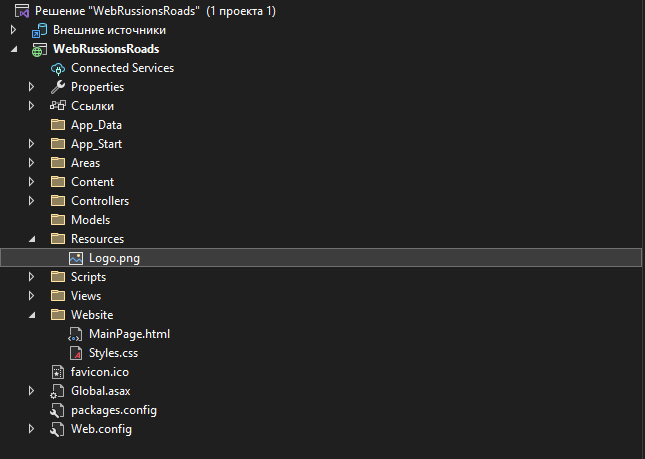 Решение "WebRussionsRoads" (1 проекта 1)
Внешние источники
WebRussionsRoads
Connected Services
Properties
Ссылки
App_Data
App_Start
Areas
Content
Controllers
Models
Resources
Logo.png
Scripts
Views
Website
MainPage.html
Styles.css
favicon.ico
Global.asax
packages.config
Web.config